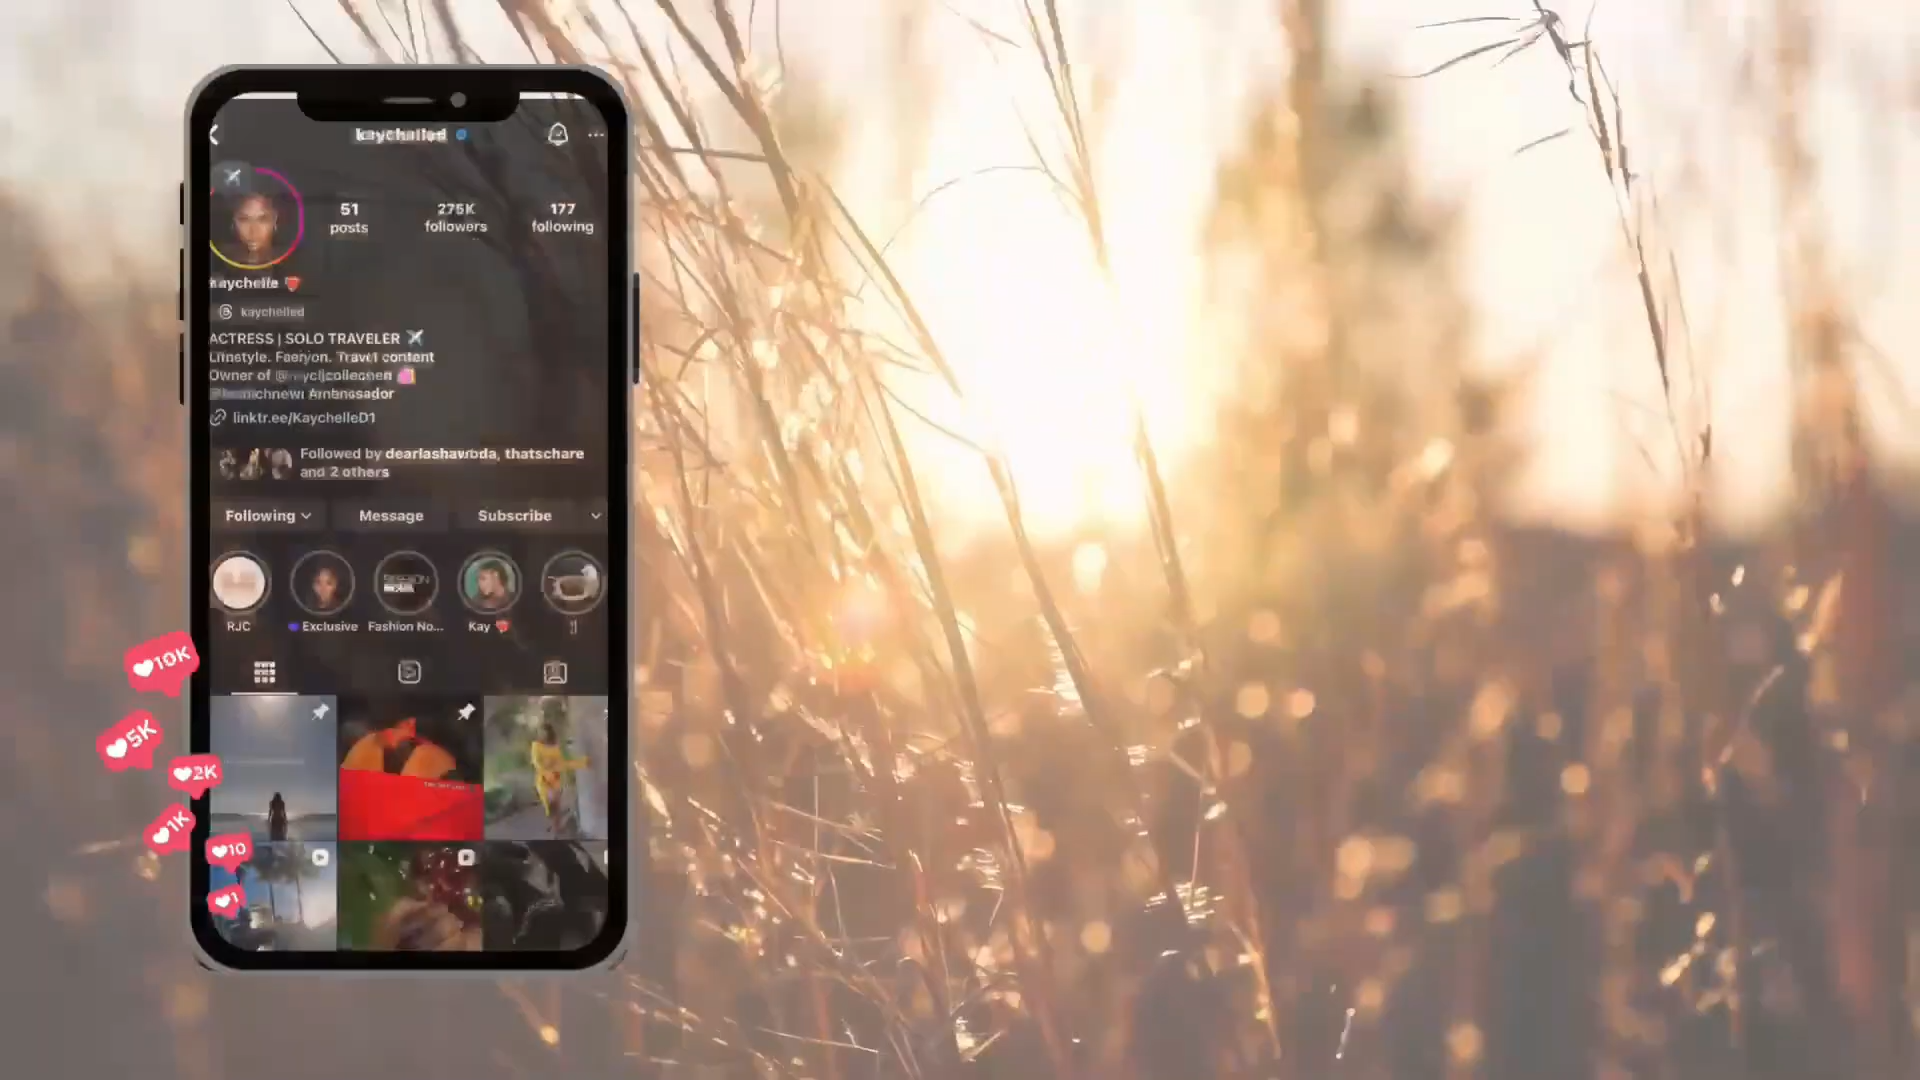 kaychelled
51
posts
275K
followers
177
following
kaychelle
kaychelled
ACTRESS | SOLO TRAVELER
Travel content
Owner of
Ambassador
linktr.ee/KaychelleD1
Followed by dearlashawnda, thatschare
and 2 others
Following
Message
Subscribe
RJC
Exclusive
Fashion No...
Kay
10K
5K
2K
1K
10
1